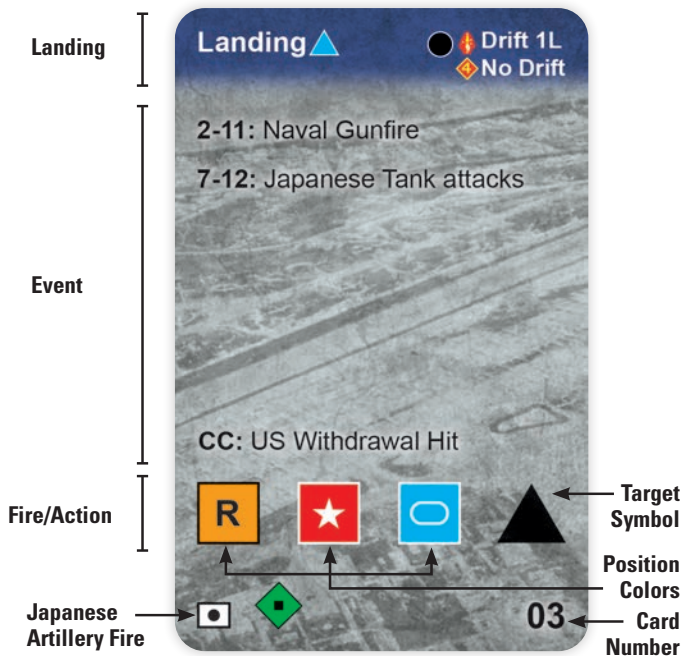 Landing
Landing
Drift 1L
4 No Drift
Event
2-11: Naval Gunfire
7-12: Japanese Tank attacks
CC: US Withdrawal Hit
Fire/Action
R
Target
Symbol
Position
Colors
Japanese
Artillery Fire
03
Card
Number